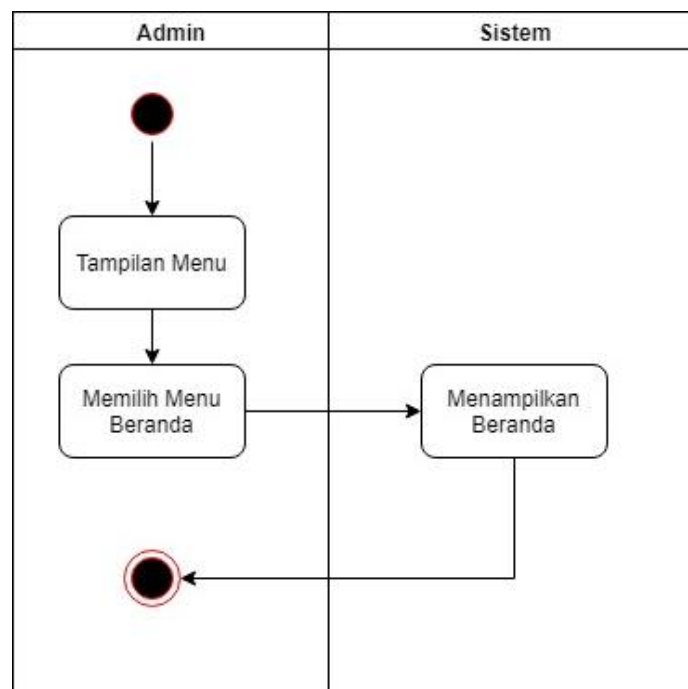 Admin
Sistem
Tampilan Menu
Memilih Menu
Beranda
Menampilkan
Beranda